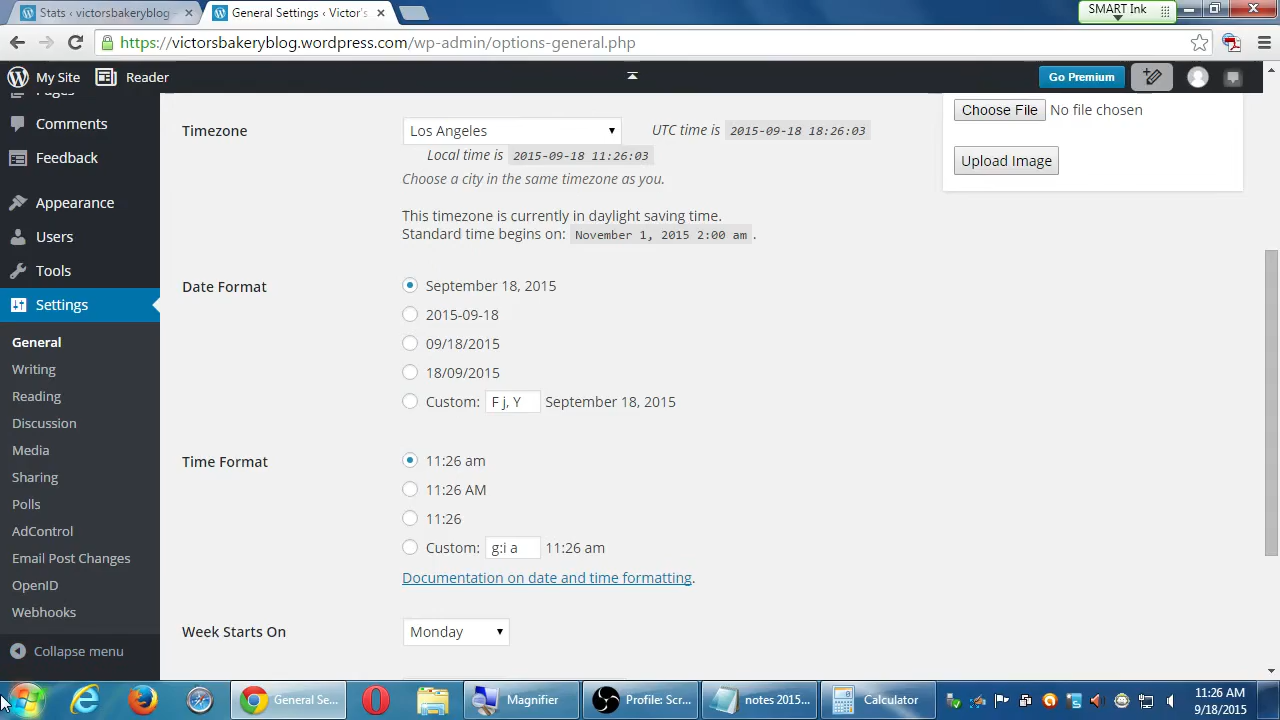 Stats ‹ victorsbakeryblog
General Settings ‹ Victor's
SMART Ink
https://victorsbakeryblog.wordpress.com/wp-admin/options-general.php
My Site
Reader
Go Premium
Pages
Comments
Feedback
Appearance
Users
Tools
Settings
General
Writing
Reading
Discussion
Media
Sharing
Polls
AdControl
Email Post Changes
OpenID
Webhooks
Collapse menu
Timezone
Los Angeles
UTC time is 2015-09-18 18:26:03
Local time is 2015-09-18 11:26:03
Choose a city in the same timezone as you.
This timezone is currently in daylight saving time.
Standard time begins on: November 1, 2015 2:00 am .
Date Format
September 18, 2015
2015-09-18
09/18/2015
18/09/2015
Custom: F j, Y September 18, 2015
Time Format
11:26 am
11:26 AM
11:26
Custom: g:i a 11:26 am
Documentation on date and time formatting.
Week Starts On
Monday
Choose File No file chosen
Upload Image
General Se...
Magnifier
Profile: Scr...
notes 2015...
Calculator
11:26 AM
9/18/2015